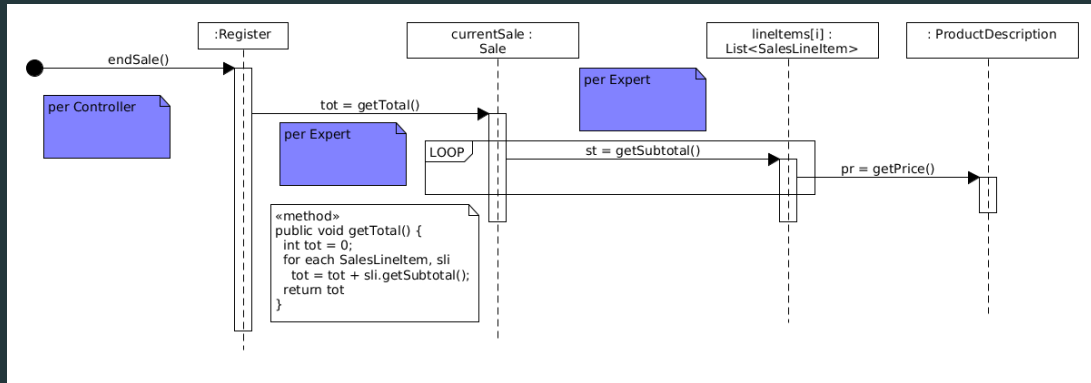 :Register
currentSale :
Sale
lineItems[i] :
List<SalesLineItem>
: ProductDescription
endSale()
per Controller
tot = getTotal()
per Expert
per Expert
LOOP
st = getSubtotal()
pr = getPrice()
«method»
public void getTotal() {
int tot = 0;
for each SalesLineItem, sli
tot = tot + sli.getSubtotal();
return tot
}